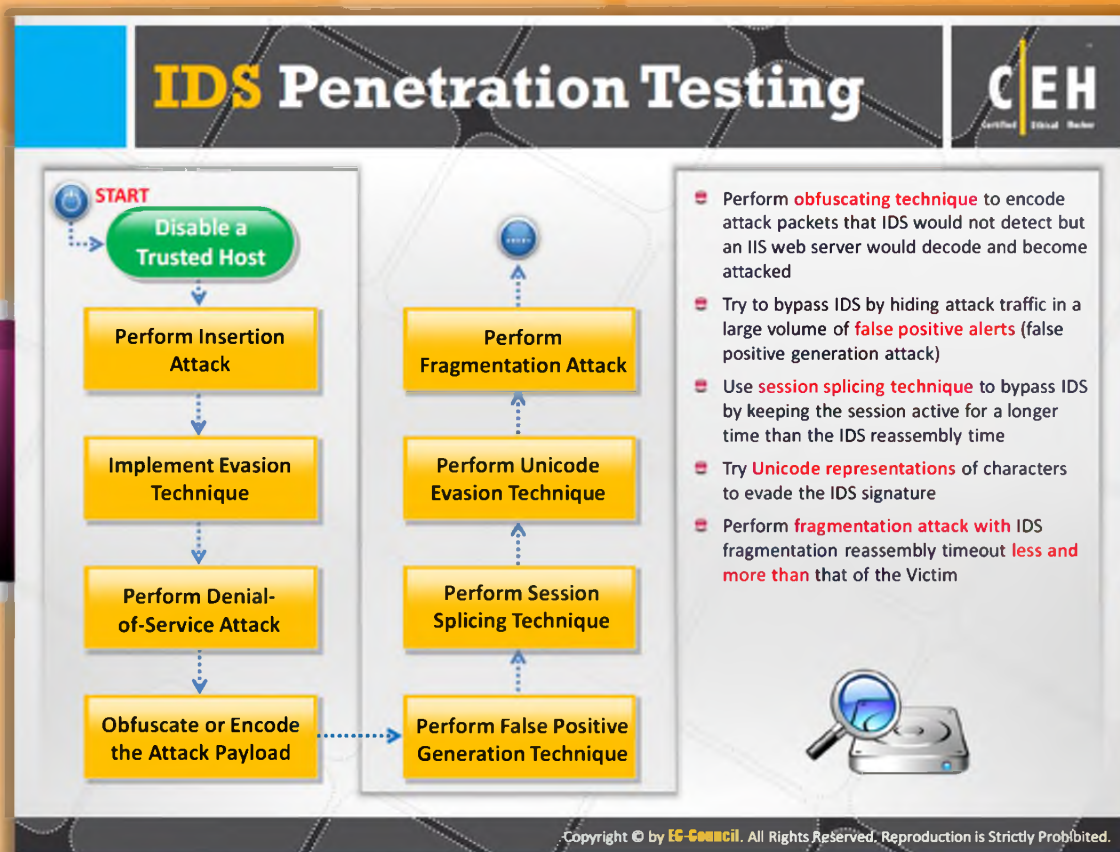 IDS Penetration Testing
CEH
Certified Ethical Hacker
START
Disable a
Trusted Host
Perform Insertion
Attack
Implement Evasion
Technique
Perform Denial-
of-Service Attack
Obfuscate or Encode
the Attack Payload
Perform
Fragmentation Attack
Perform Unicode
Evasion Technique
Perform Session
Splicing Technique
Perform False Positive
Generation Technique
Perform obfuscating technique to encode
attack packets that IDS would not detect but
an IIS web server would decode and become
attacked
Try to bypass IDS by hiding attack traffic in a
large volume of false positive alerts (false
positive generation attack)
Use session splicing technique to bypass IDS
by keeping the session active for a longer
time than the IDS reassembly time
Try Unicode representations of characters
to evade the IDS signature
Perform fragmentation attack with IDS
fragmentation reassembly timeout less and
more than that of the Victim
Copyright © by EC-Council. All Rights Reserved. Reproduction is Strictly Prohibited.